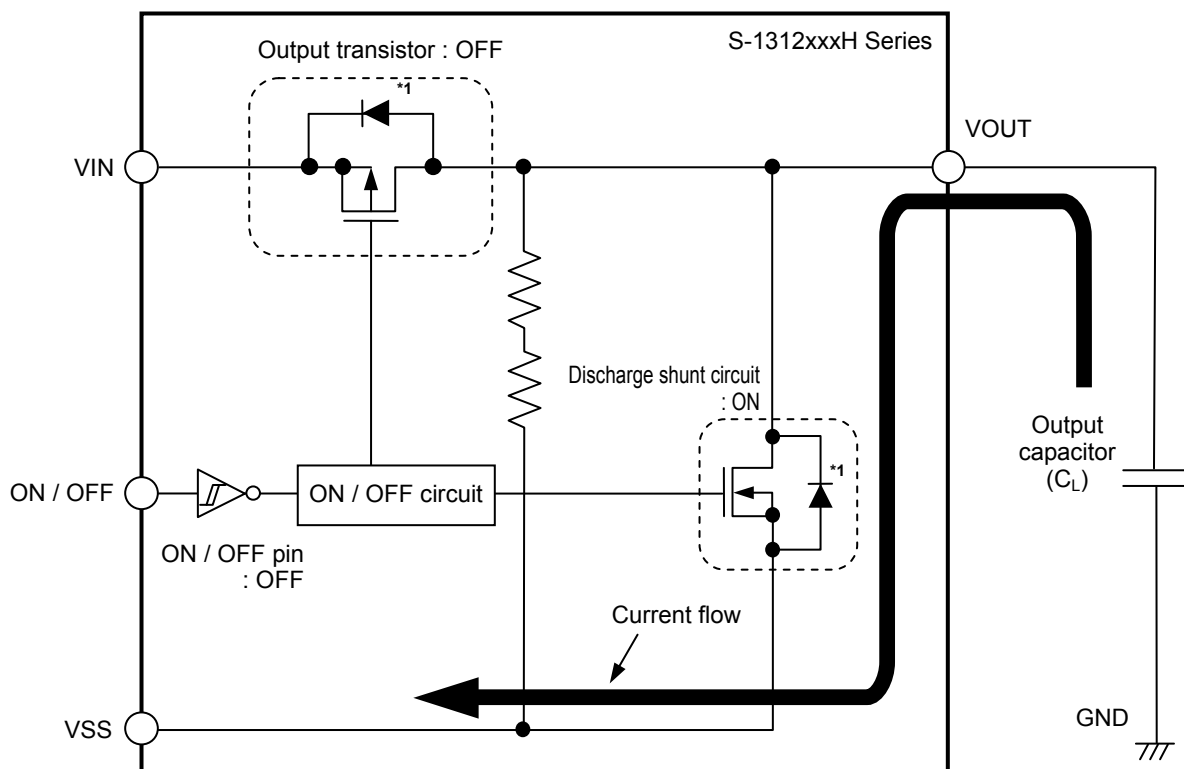 S-1312xxxH Series
Output transistor : OFF
*1
VOUT
VIN
Discharge shunt circuit
: ON
*1
Output
capacitor
(CL)
ON / OFF
ON / OFF circuit
ON / OFF pin
: OFF
Current flow
GND
VSS